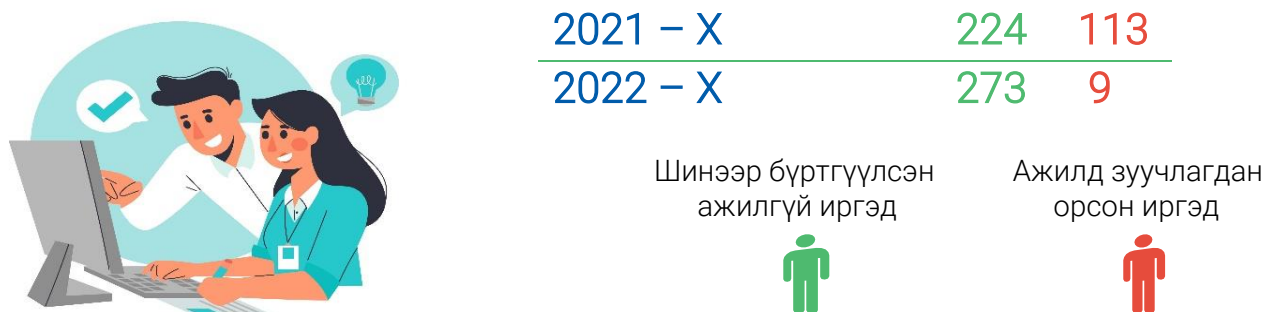 2021 – X 224 113
2022 – X 273 9
Шинээр бүртгүүлсэн
ажилгүй иргэд
Ажилд зуучлагдан
орсон иргэд